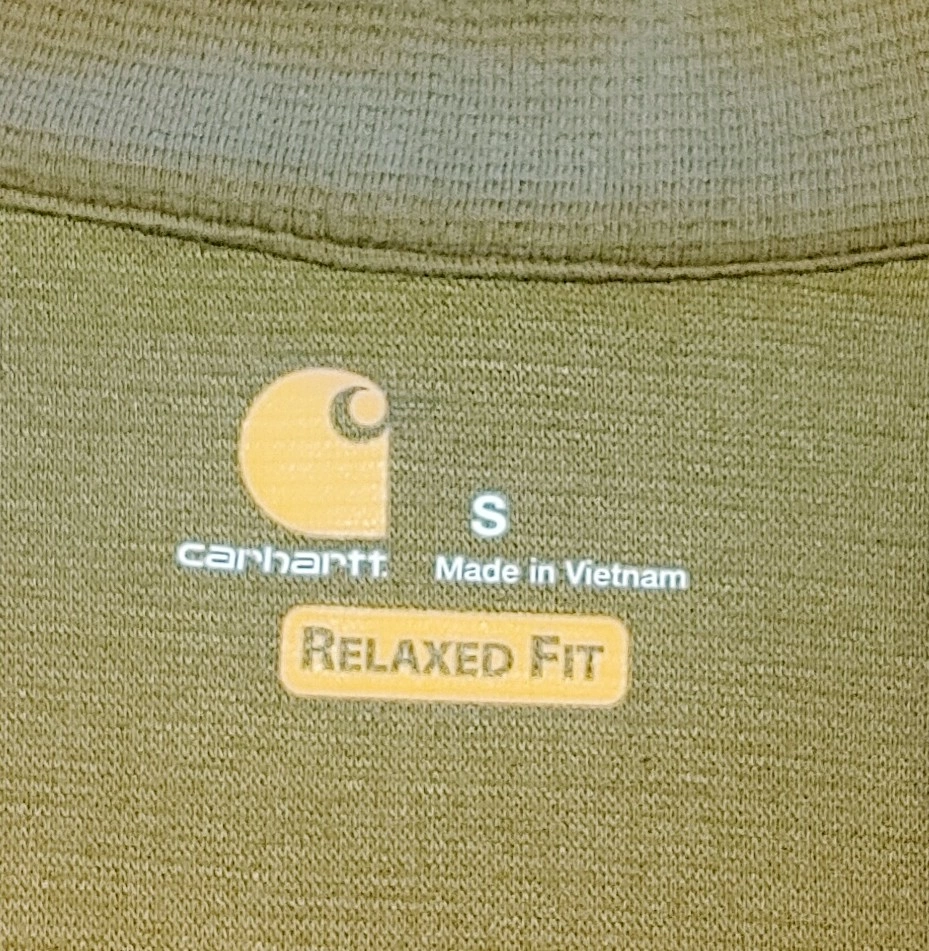 S
carhartt.
Made in Vietnam
RELAXED FIT